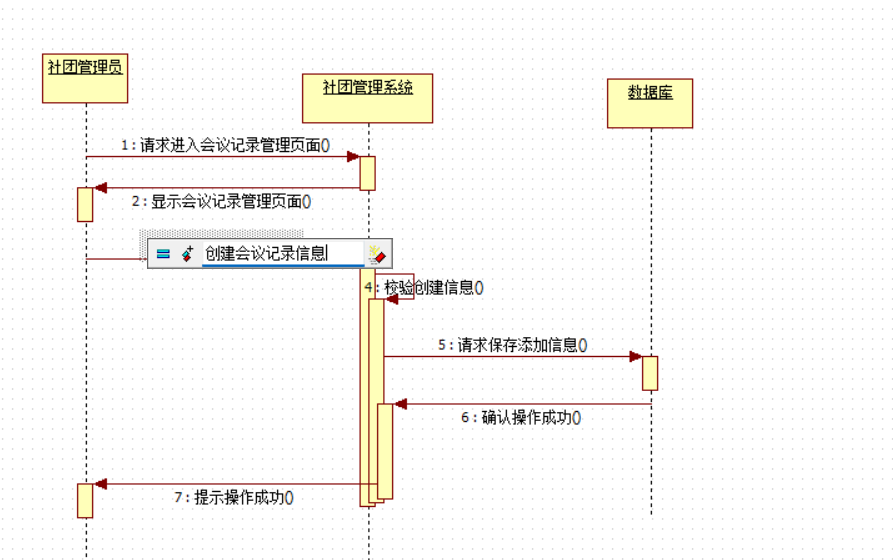 社团管理员
社团管理系统
数据库
1:请求进入会议记录管理页面()
2:显示会议记录管理页面()
创建会议记录信息
4:校验创建信息()
5:请求保存添加信息()
6:确认操作成功()
7:提示操作成功()